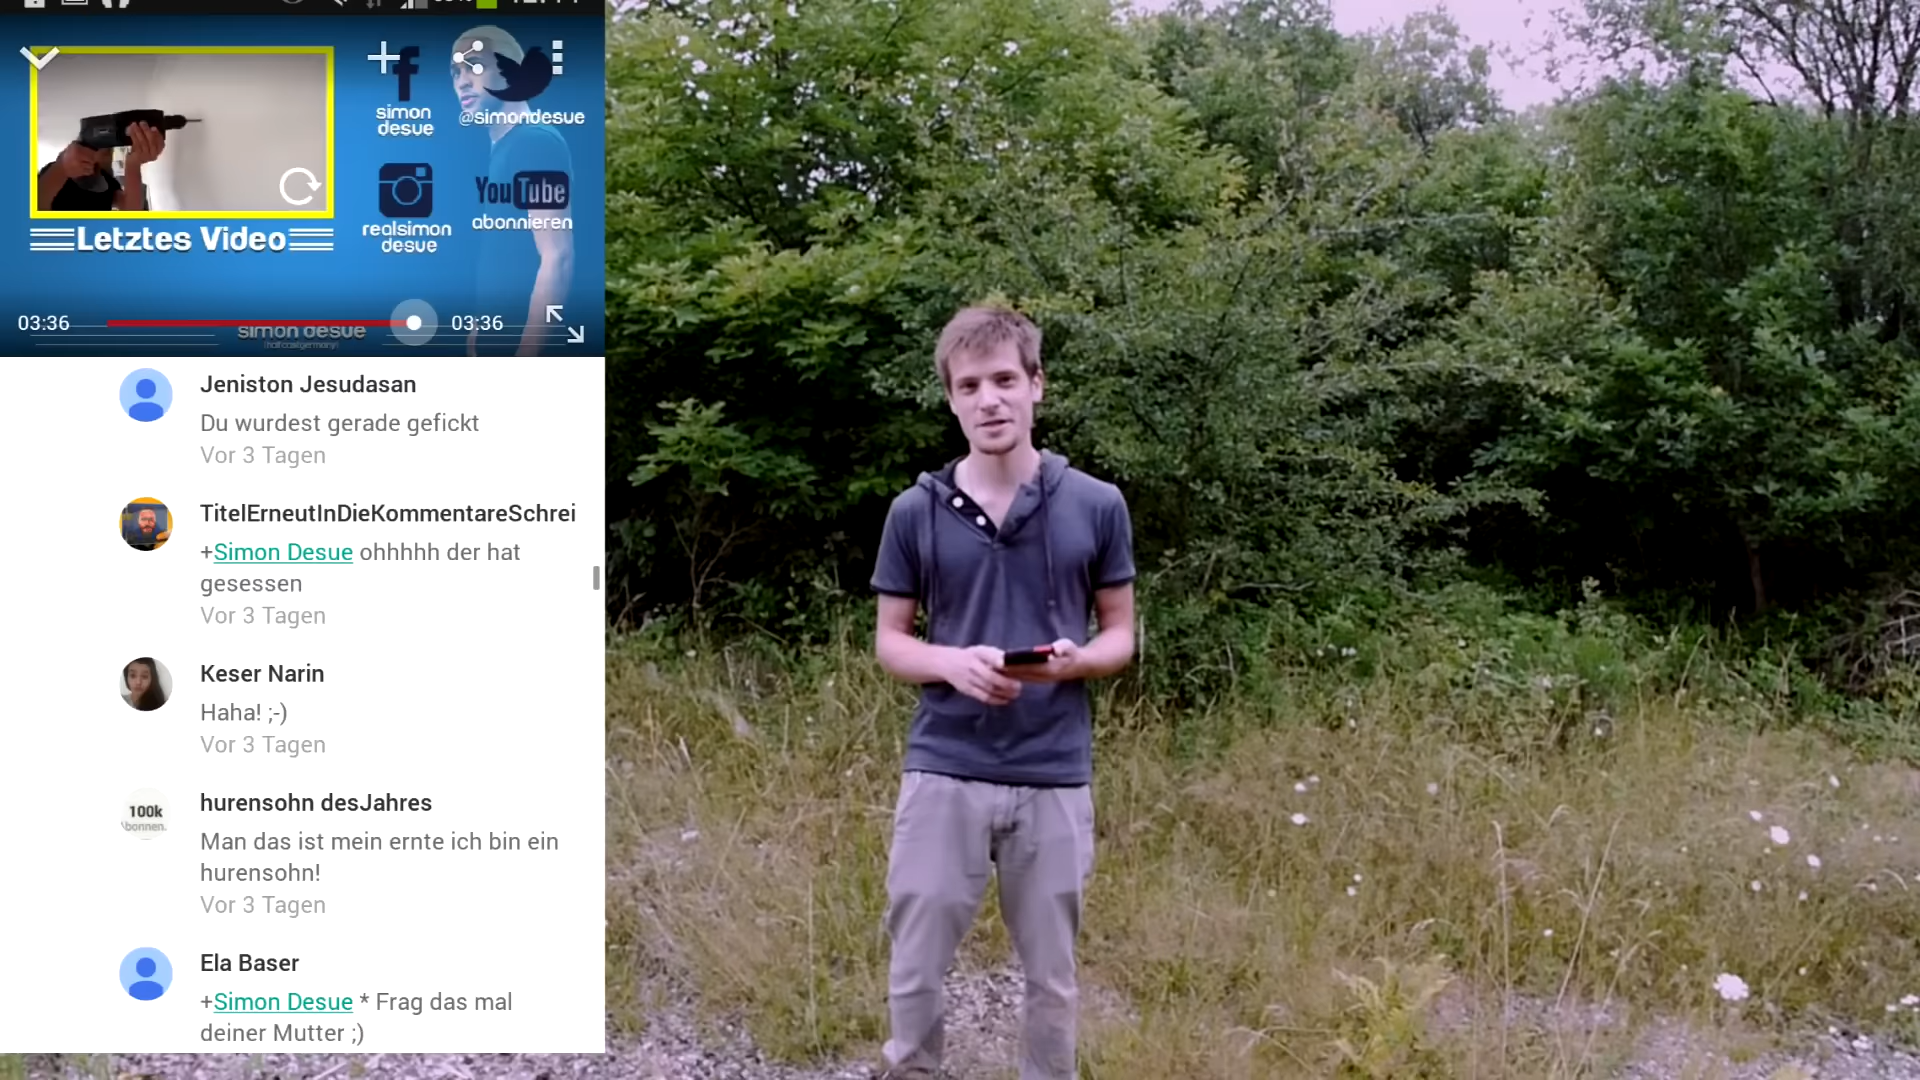 simon
desue
@simondesue
realsimon
desue
YouTube
abonnieren
Letztes Video
03:36
03:36
simon desue
Jeniston Jesudasan
Du wurdest gerade gefickt
Vor 3 Tagen
TitelErneutInDieKommentareSchrei
+Simon Desue ohhhhh der hat
gesessen
Vor 3 Tagen
Keser Narin
Haha! ;-)
Vor 3 Tagen
100k
hurensohn desJahres
Man das ist mein ernte ich bin ein
hurensohn!
Vor 3 Tagen
Ela Baser
+Simon Desue * Frag das mal
deiner Mutter ;)